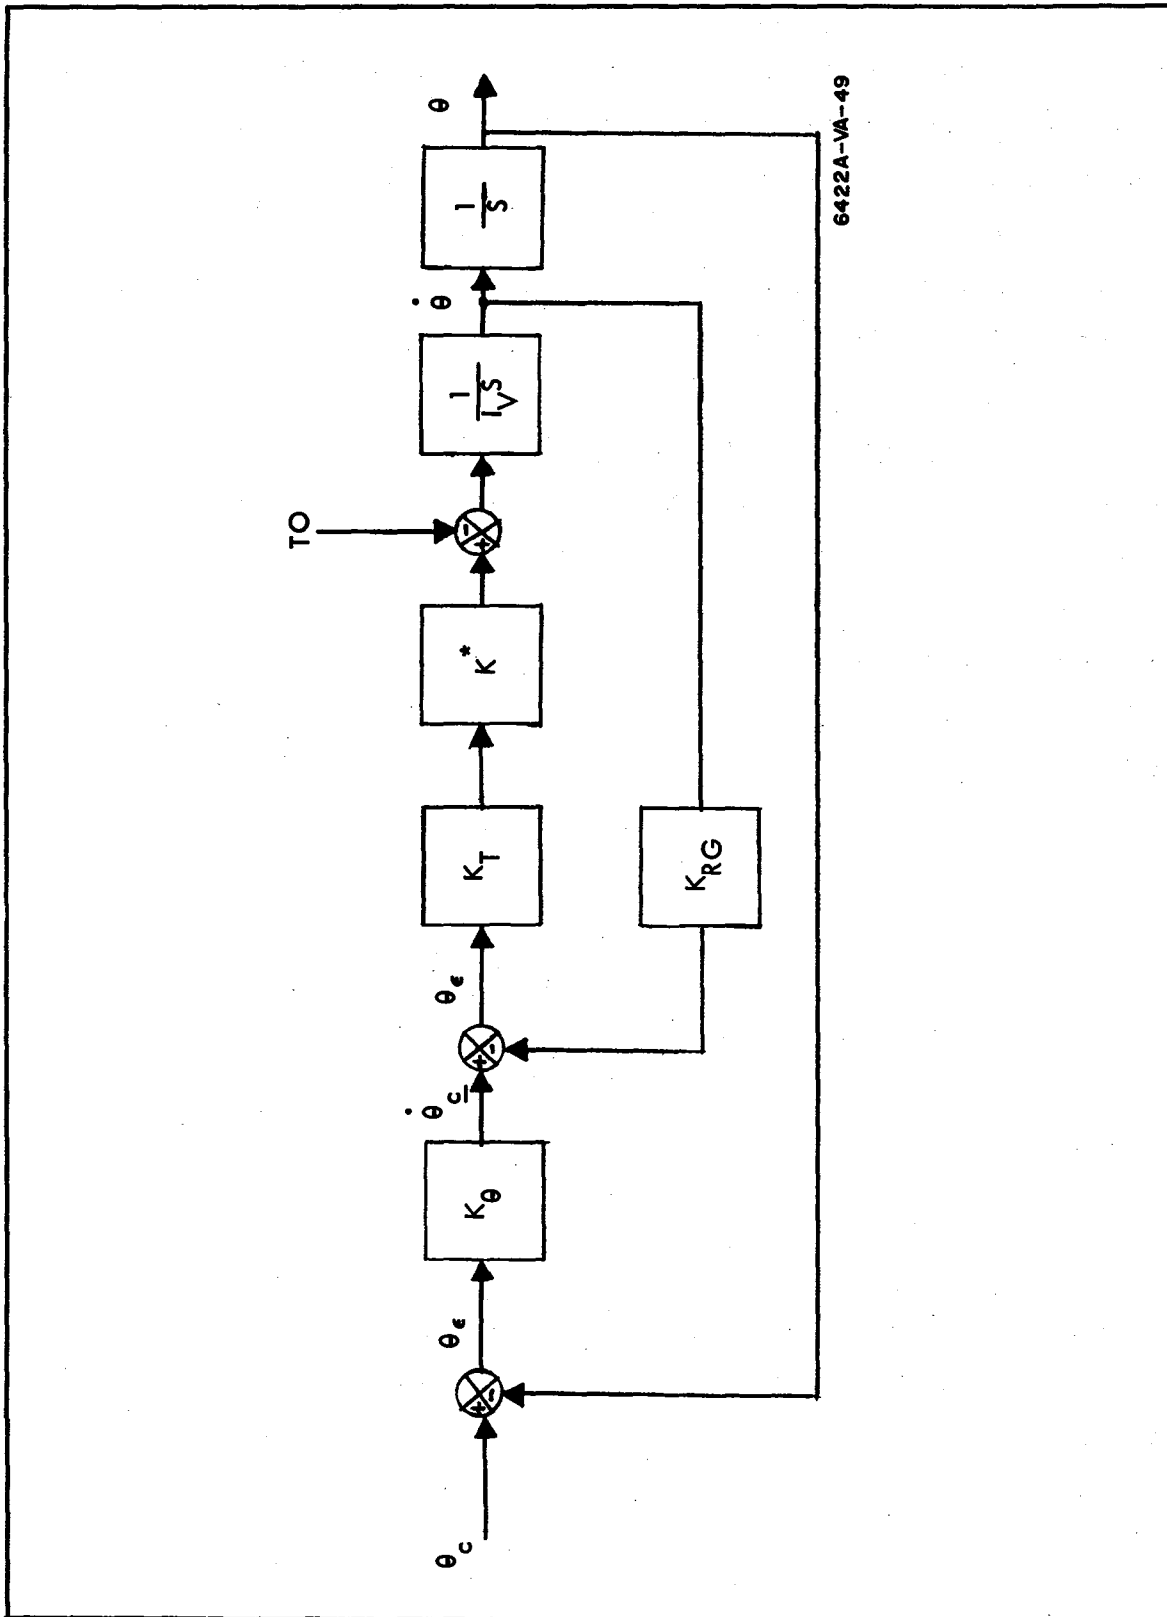 θc
θε
Kθ
θ̇c
θε
KT
K*
TO
1
IVS
θ̇
1
S
θ
KRG
+
-
+
-
+
-
6422A-VA-49